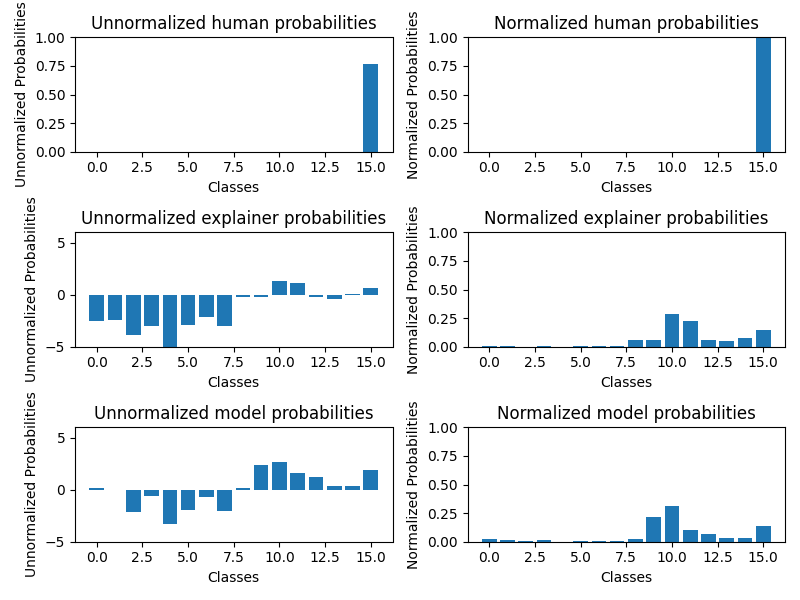 Unnormalized human probabilities
Unnormalized Probabilities
1.00
0.75
0.50
0.25
0.00
0.0 2.5 5.0 7.5 10.0 12.5 15.0
Classes
Normalized human probabilities
Normalized Probabilities
1.00
0.75
0.50
0.25
0.00
0.0 2.5 5.0 7.5 10.0 12.5 15.0
Classes
Unnormalized explainer probabilities
Unnormalized Probabilities
5
0
−5
0.0 2.5 5.0 7.5 10.0 12.5 15.0
Classes
Normalized explainer probabilities
Normalized Probabilities
1.00
0.75
0.50
0.25
0.00
0.0 2.5 5.0 7.5 10.0 12.5 15.0
Classes
Unnormalized model probabilities
Unnormalized Probabilities
5
0
−5
0.0 2.5 5.0 7.5 10.0 12.5 15.0
Classes
Normalized model probabilities
Normalized Probabilities
1.00
0.75
0.50
0.25
0.00
0.0 2.5 5.0 7.5 10.0 12.5 15.0
Classes